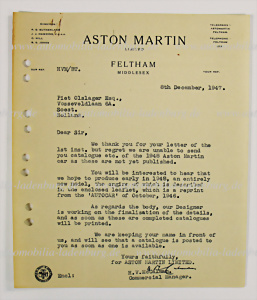 ASTON MARTIN
LIMITED
FELTHAM
MIDDLESEX
8th December, 1947.
Piet Olslager Esq.,
Soest.
Holland.
Dear Sir,
We thank you for your letter of the
1st inst. but regret we are unable to send
you catalogue etc. of the 1948 Aston Martin
car as these are not yet published.
You will be interested to hear that
we hope to produce early in 1948, an entirely
new model, the engine of which is described
in the enclosed leaflet, which is a reprint
from the 'AUTOCAR' of October, 1946.
As regards the body, our Designer
is working on the finalisation of the details,
and as soon as these are completed catalogues
will be printed.
We are keeping your name in front of
us, and will see that a catalogue is posted to
you as soon as one is available.
Yours faithfully,
for ASTON MARTIN LIMITED.
Commercial Manager.